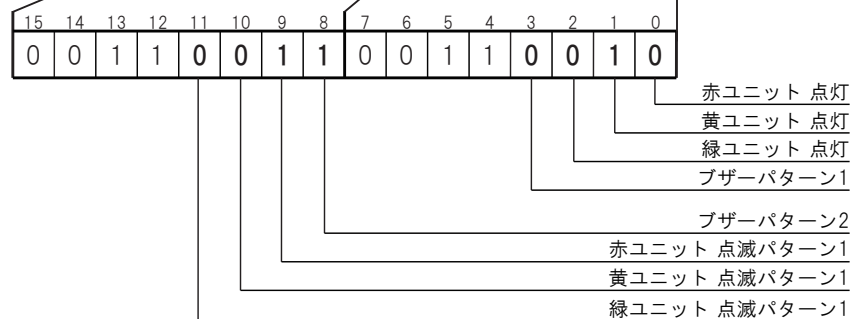 15 14 13 12 11 10 9 8 7 6 5 4 3 2 1 0
0 0 1 1 0 0 1 1 0 0 1 1 0 0 1 0
赤ユニット 点灯
黄ユニット 点灯
緑ユニット 点灯
ブザーパターン1
ブザーパターン2
赤ユニット 点滅パターン1
黄ユニット 点滅パターン1
緑ユニット 点滅パターン1